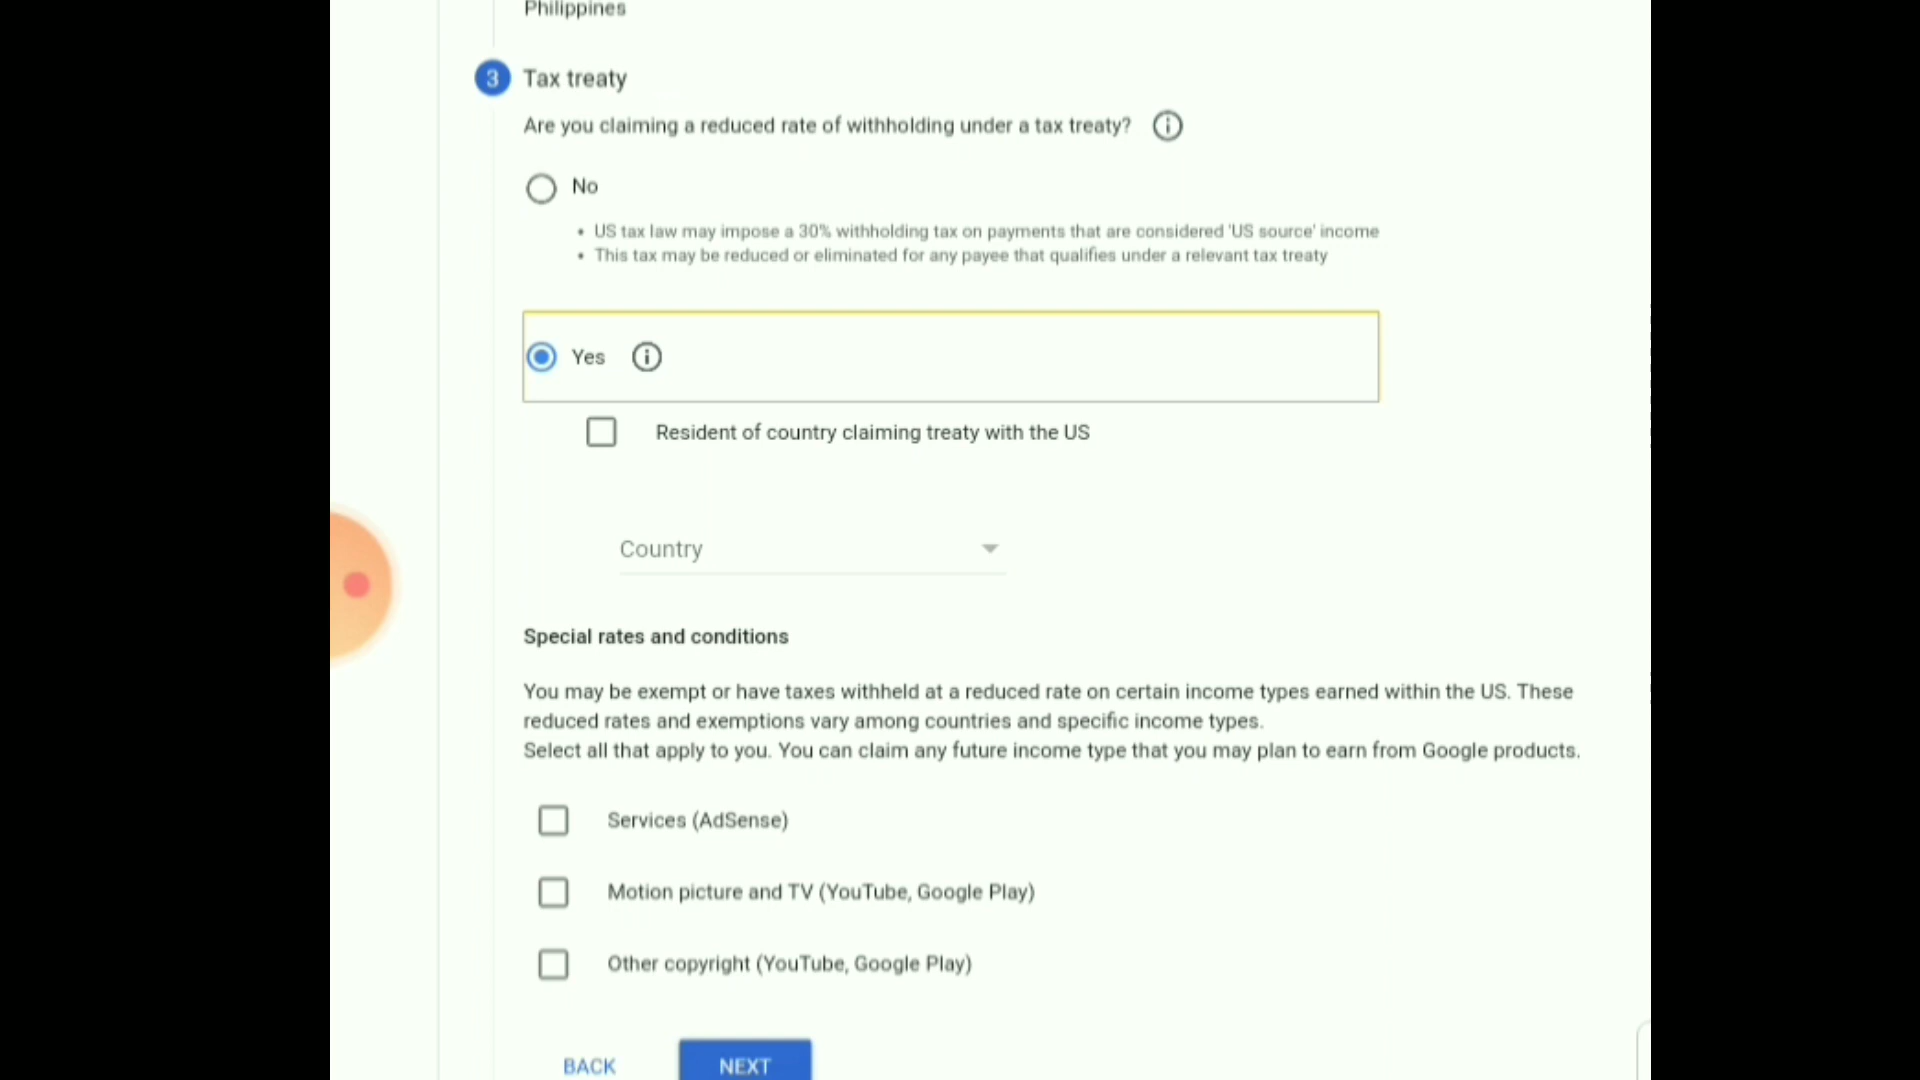 Philippines
3 Tax treaty
Are you claiming a reduced rate of withholding under a tax treaty?
No
• US tax law may impose a 30% withholding tax on payments that are considered 'US source' income
• This tax may be reduced or eliminated for any payee that qualifies under a relevant tax treaty
Yes
Resident of country claiming treaty with the US
Country
Special rates and conditions
You may be exempt or have taxes withheld at a reduced rate on certain income types earned within the US. These
reduced rates and exemptions vary among countries and specific income types.
Select all that apply to you. You can claim any future income type that you may plan to earn from Google products.
Services (AdSense)
Motion picture and TV (YouTube, Google Play)
Other copyright (YouTube, Google Play)
BACK NEXT